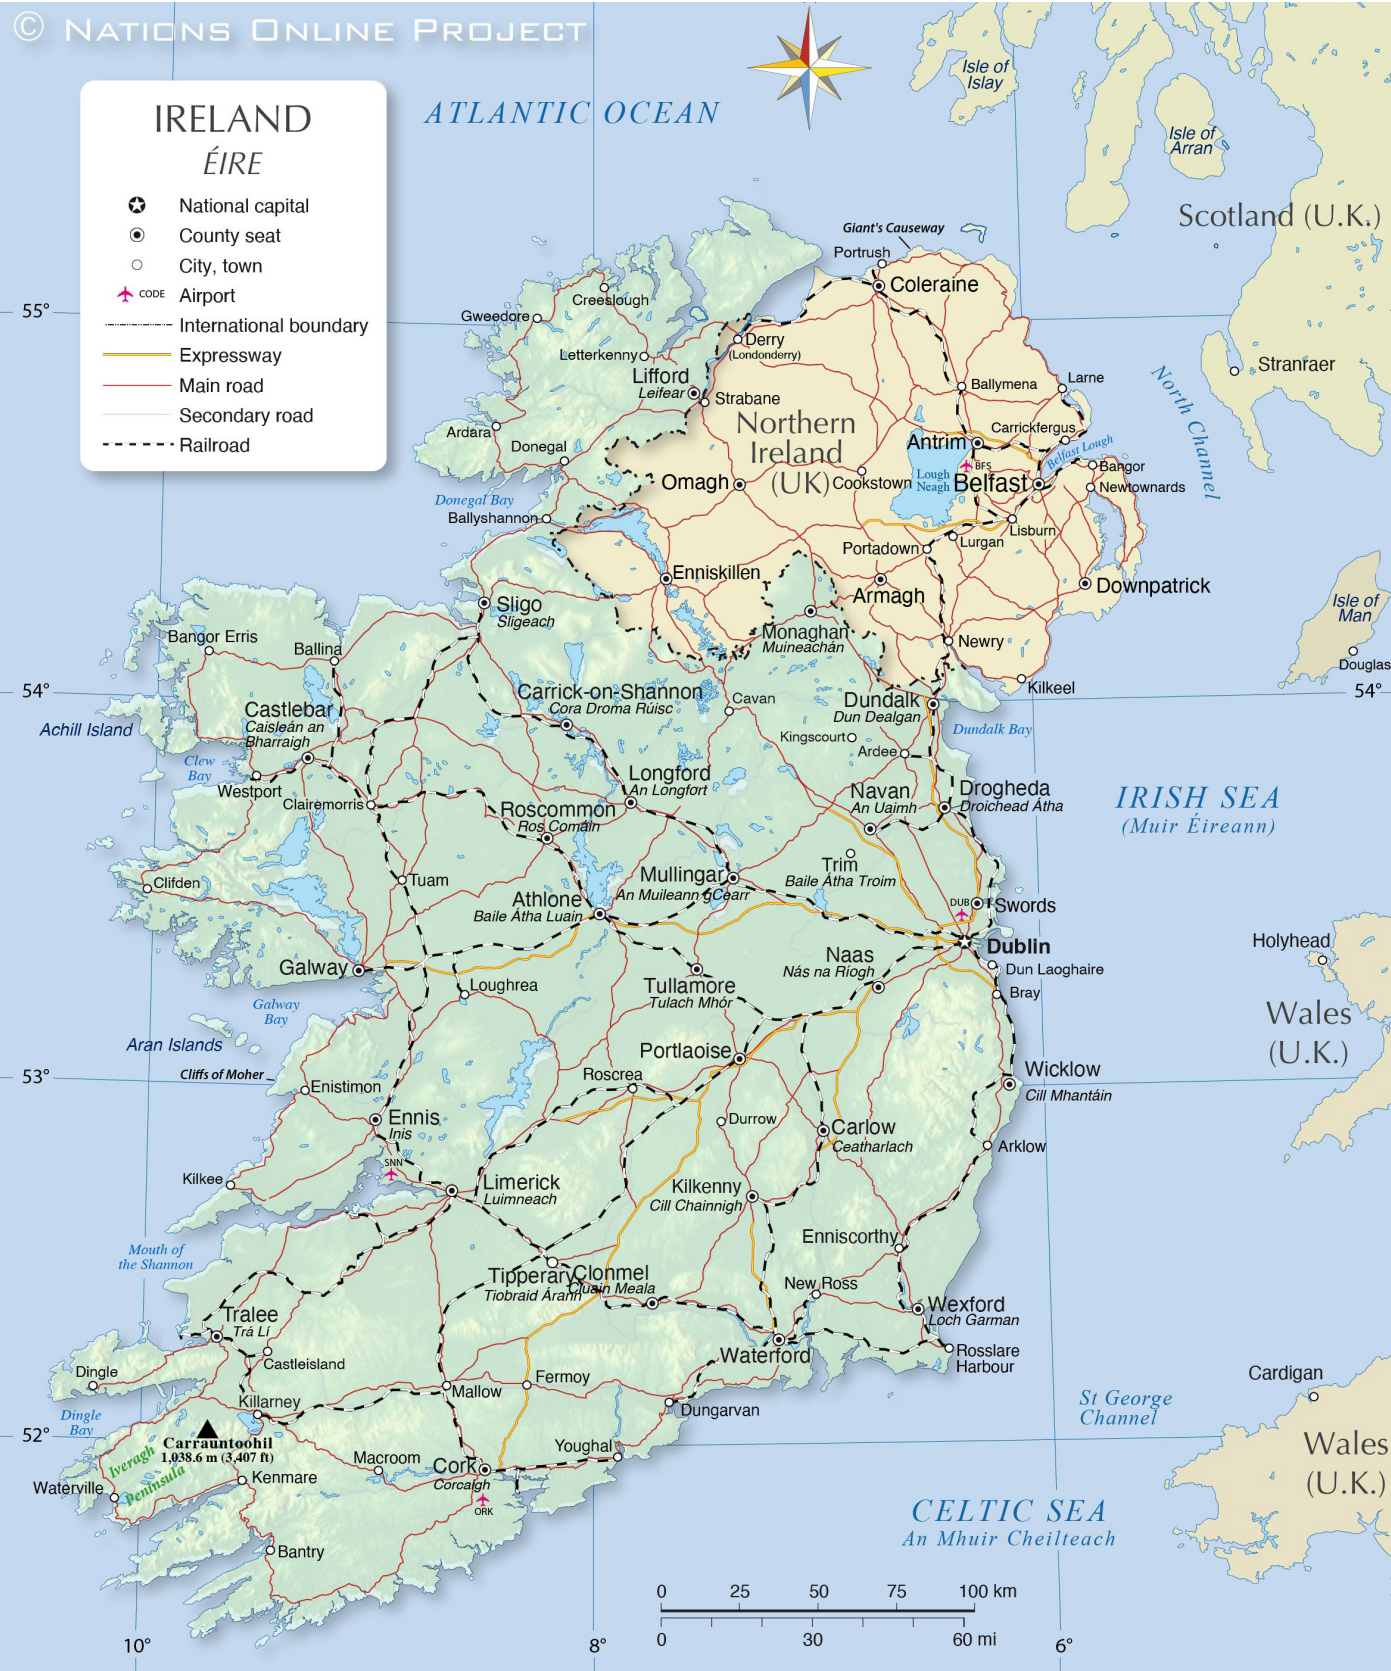 © NATIONS ONLINE PROJECT
IRELAND
ÉIRE
National capital
County seat
City, town
CODE Airport
International boundary
Expressway
Main road
Secondary road
Railroad
ATLANTIC OCEAN
Isle of
Islay
Isle of
Arran
Scotland (U.K.)
Giant's Causeway
Portrush
Coleraine
Creeslough
Gweedore
55°
Derry
(Londonderry)
Letterkenny
Stranraer
North Channel
Lifford
Leifear
Strabane
Ballymena
Larne
Northern
Ireland
(UK)
Ardara
Donegal
Carrickfergus
Antrim
Belfast Lough
BFS
Bangor
Omagh
Cookstown
Lough
Neagh
Belfast
Newtownards
Donegal Bay
Ballyshannon
Lisburn
Lurgan
Portadown
Enniskillen
Armagh
Downpatrick
Isle of
Man
Douglas
Sligo
Sligeach
Monaghan
Muineachán
Bangor Erris
Ballina
Newry
Kilkeel
54°
54°
Carrick-on-Shannon
Cora Droma Rúisc
Cavan
Dundalk
Dun Dealgan
Dundalk Bay
Castlebar
Caisleán an
Bharraigh
Achill Island
Kingscourt
Ardee
Clew
Bay
Westport
Clairemorris
Longford
An Longfort
Navan
An Uaimh
Drogheda
Droichead Átha
IRISH SEA
(Muir Éireann)
Roscommon
Ros Comáin
Trim
Baile Átha Troim
Mullingar
An Muileann gCearr
Clifden
Tuam
Athlone
Baile Átha Luain
DUB
Swords
Dublin
Holyhead
Galway
Naas
Nás na Ríogh
Dun Laoghaire
Tullamore
Tulach Mhór
Loughrea
Bray
Galway
Bay
Wales
(U.K.)
Aran Islands
Portlaoise
53°
Cliffs of Moher
Enistimon
Roscrea
Wicklow
Cill Mhantáin
Ennis
Inis
Durrow
Carlow
Ceatharlach
Arklow
SNN
Kilkee
Limerick
Luimneach
Kilkenny
Cill Chainnigh
Mouth of
the Shannon
Enniscorthy
Tipperary
Tiobraid Árann
Clonmel
Cluain Meala
New Ross
Tralee
Trá Lí
Wexford
Loch Garman
Castleisland
Waterford
Rosslare
Harbour
Dingle
Mallow
Fermoy
Cardigan
Killarney
Dungarvan
St George
Channel
Dingle
Bay
52°
Carrauntoohil
1,038.6 m (3,407 ft)
Iveragh
Peninsula
Macroom
Youghal
Wales
(U.K.)
Waterville
Kenmare
Cork
Corcaigh
ORK
CELTIC SEA
An Mhuir Cheilteach
Bantry
0 25 50 75 100 km
0 30 60 mi
10° 8° 6°